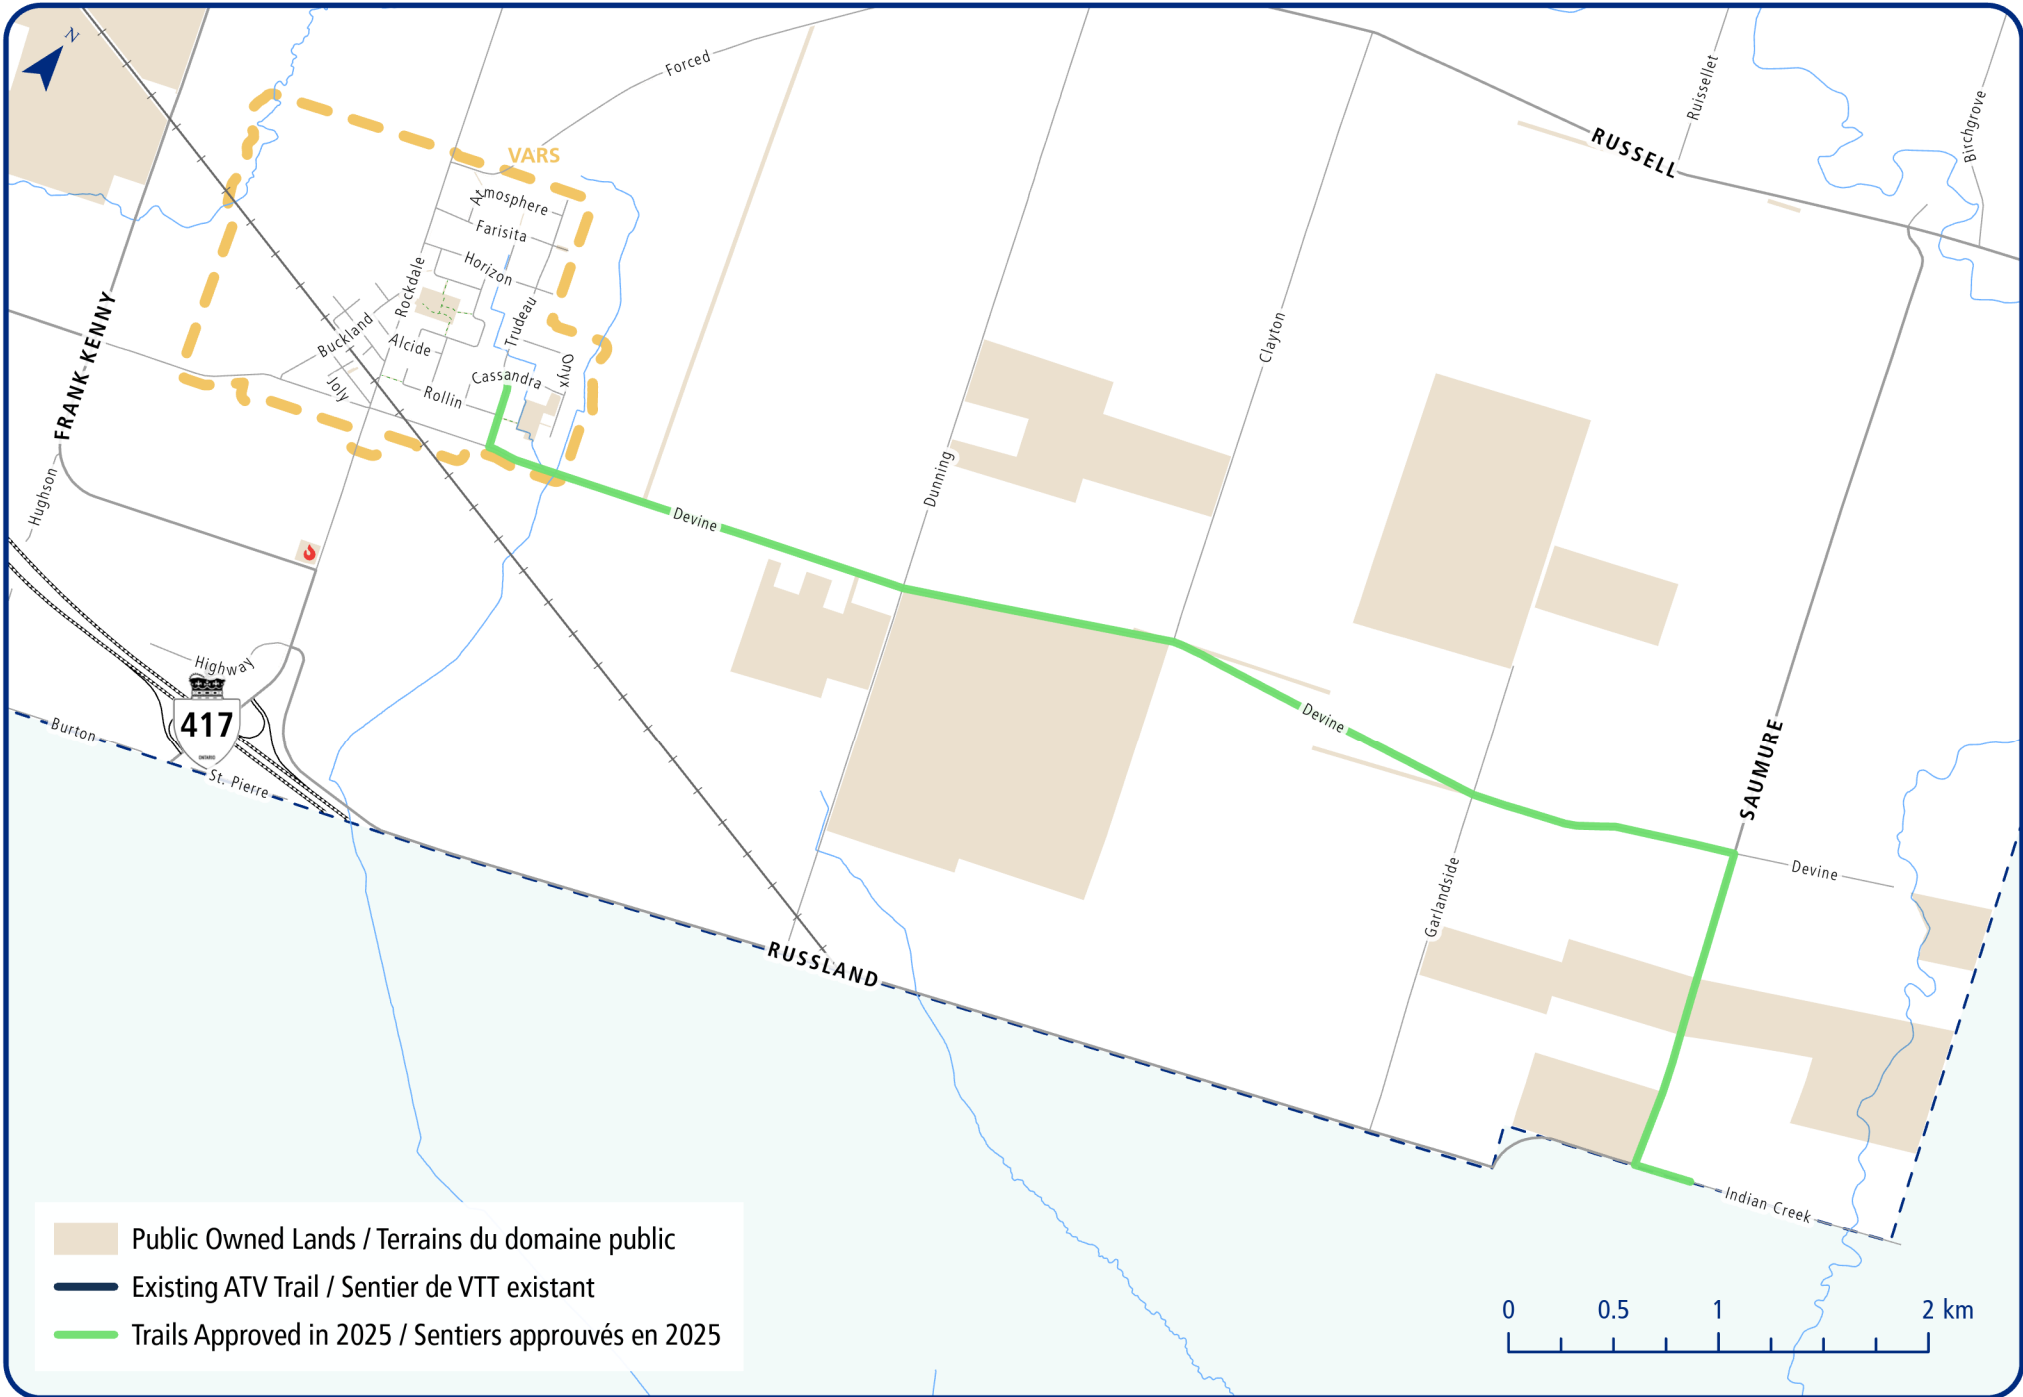 N
Forced
Ruissellet
Birchgrove
RUSSELL
VARS
Atmosphere
Farisita
Horizon
Rockdale
Trudeau
Buckland
Alcide
Onyx
Cassandra
Joly
Rollin
FRANK-KENNY
Clayton
Dunning
Hughson
Devine
Highway
417
ONTARIO
Burton
St. Pierre
Devine
SAUMURE
Devine
Garlandside
RUSSLAND
Indian Creek
Public Owned Lands / Terrains du domaine public
Existing ATV Trail / Sentier de VTT existant
Trails Approved in 2025 / Sentiers approuvés en 2025
0 0.5 1 2 km